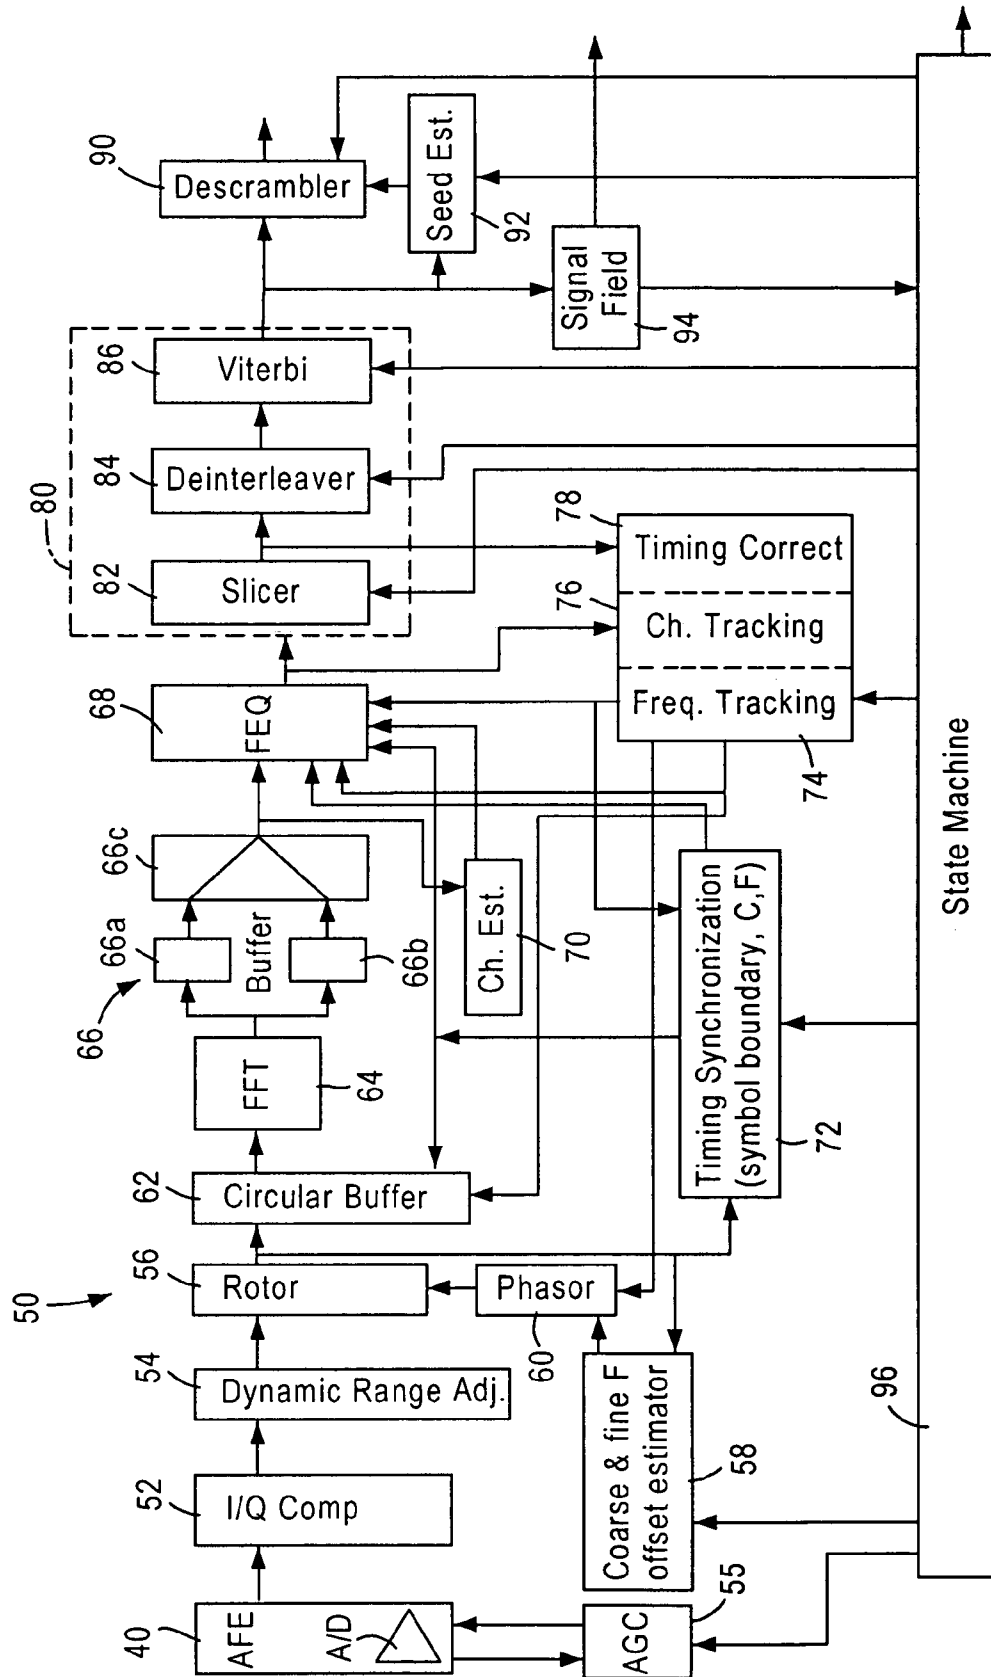 50
40
AFE
A/D
AGC
55
52
I/Q Comp
54
Dynamic Range Adj.
56
Rotor
Phasor
60
Coarse & fine F
offset estimator
58
62
Circular Buffer
FFT
64
66
66a
Buffer
66b
66c
68
FEQ
Ch. Est.
70
Timing Synchronization
(symbol boundary, C,F)
72
Freq. Tracking
74
Ch. Tracking
76
Timing Correct
78
80
82
Slicer
84
Deinterleaver
86
Viterbi
90
Descrambler
Seed Est.
92
Signal
Field
94
96
State Machine